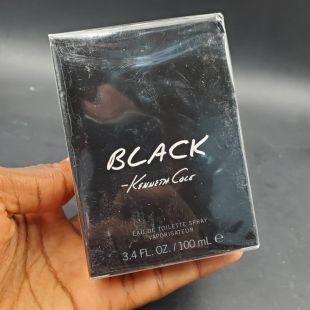 BLACK
-KENNETH COLE
EAU DE TOILETTE SPRAY
VAPORISATEUR
3.4 FL. OZ. / 100 mL ℮